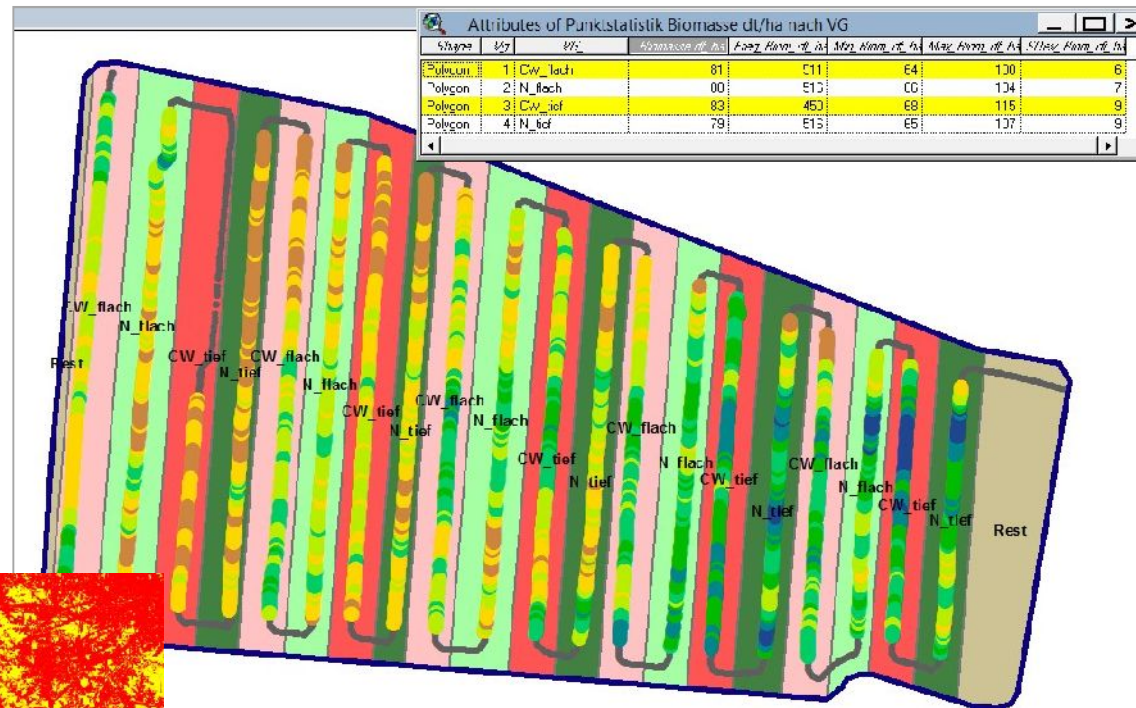 Attributes of Punktstatistik Biomasse dt/ha nach VG
Shape
Polygon 1 CW_flach 81 511 64 100 6
Polygon 2 N_flach 516 104 7
Polygon 3 CW_tief 83 450 68 115 9
Polygon 4 N_tief 79 516 65 107 9
CW_flach
N_flach
Rest
CW_tief
N_tief
CW_flach
N_flach
CW_tief
N_tief
CW_flach
N_flach
CW_tief
N_tief
CW_flach
N_flach
CW_tief
N_tief
CW_flach
N_flach
CW_tief
N_tief
Rest